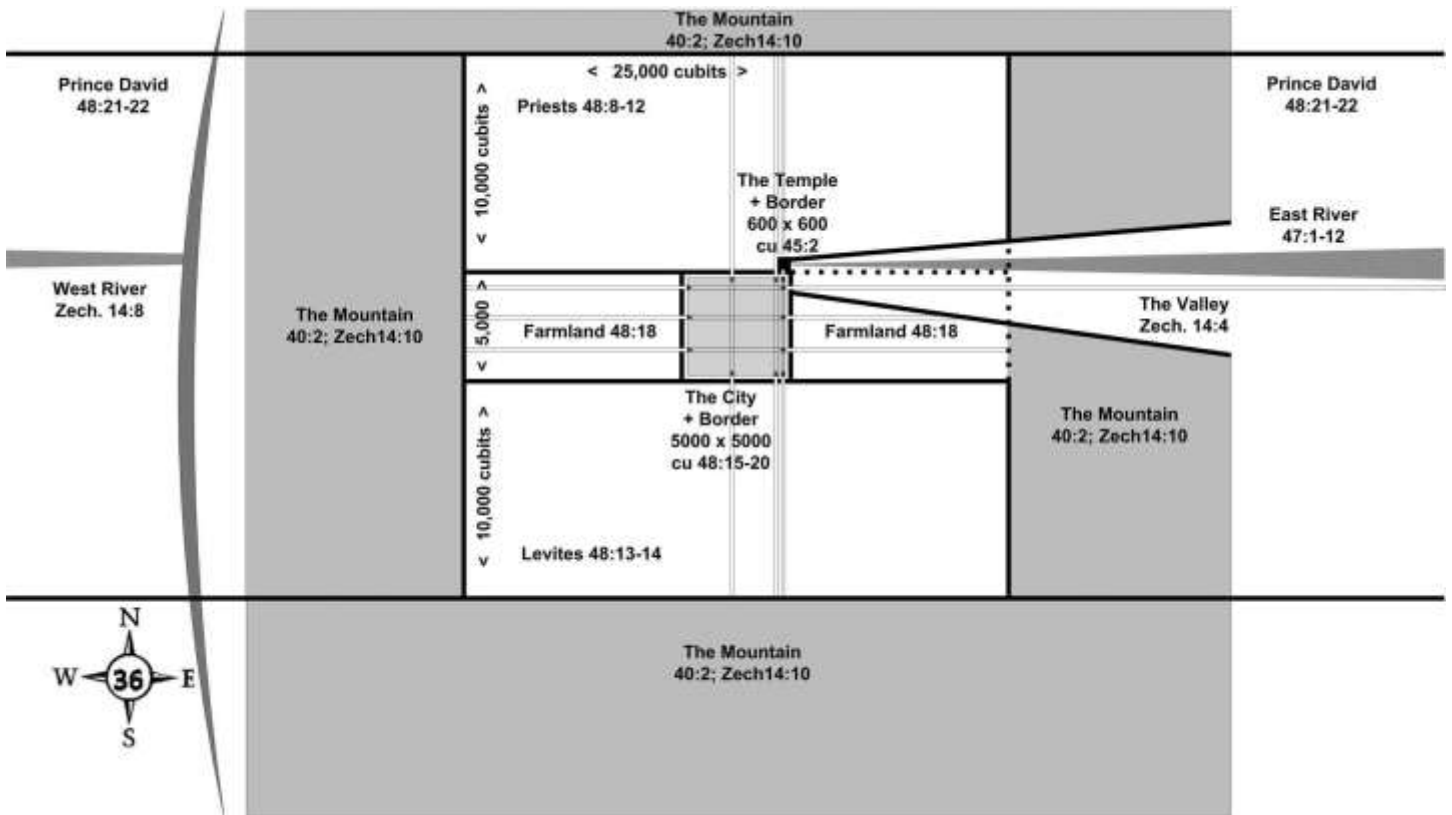 The Mountain
40:2; Zech14:10
< 25,000 cubits >
Prince David
48:21-22
Priests 48:8-12
< 10,000 cubits >
Prince David
48:21-22
The Temple
+ Border
600 x 600
cu 45:2
East River
47:1-12
West River
Zech. 14:8
The Mountain
40:2; Zech14:10
< 5,000 >
Farmland 48:18
Farmland 48:18
The Valley
Zech. 14:4
The City
+ Border
5000 x 5000
cu 48:15-20
The Mountain
40:2; Zech14:10
< 10,000 cubits >
Levites 48:13-14
N
W
36
E
S
The Mountain
40:2; Zech14:10